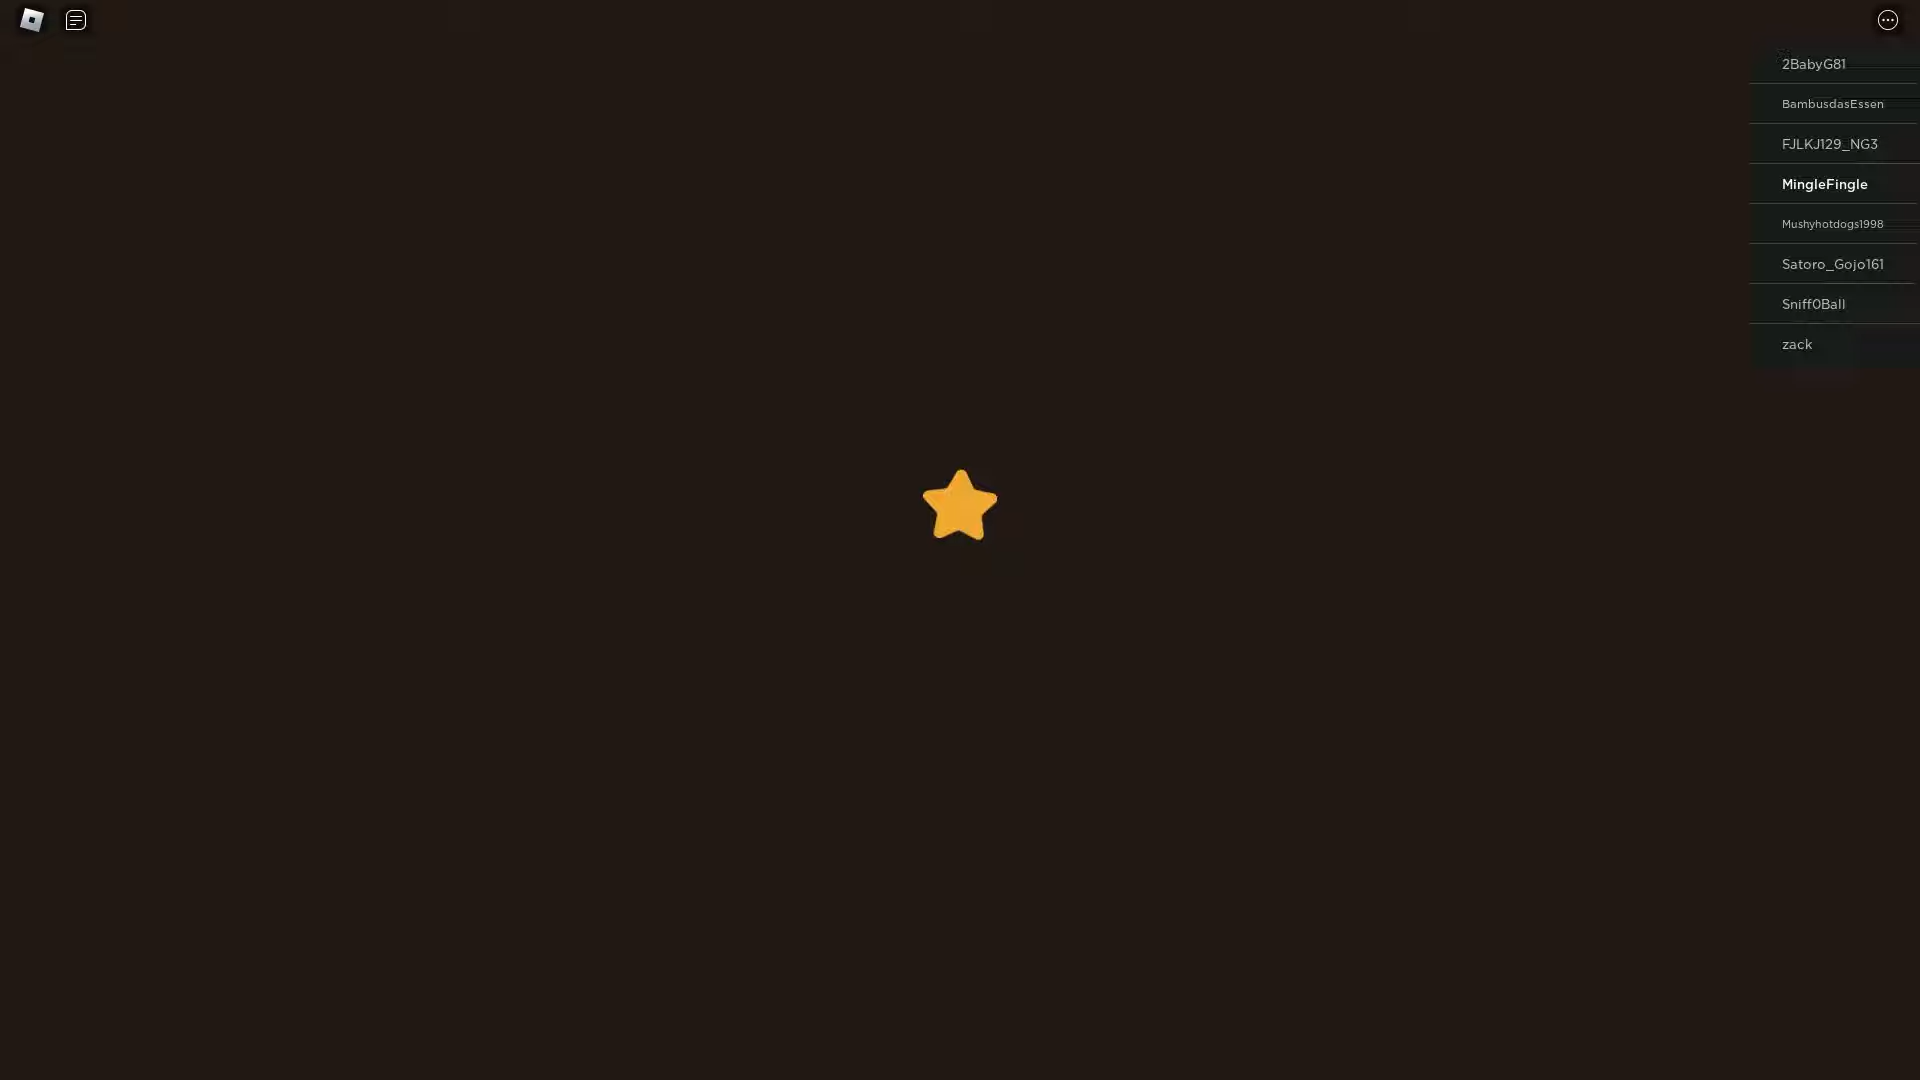 2BabyG81
BambusdasEssen
FJLKJ129_NG3
MingleFingle
Mushyhotdogs1998
Satoro_Gojo161
Sniff0Ball
zack